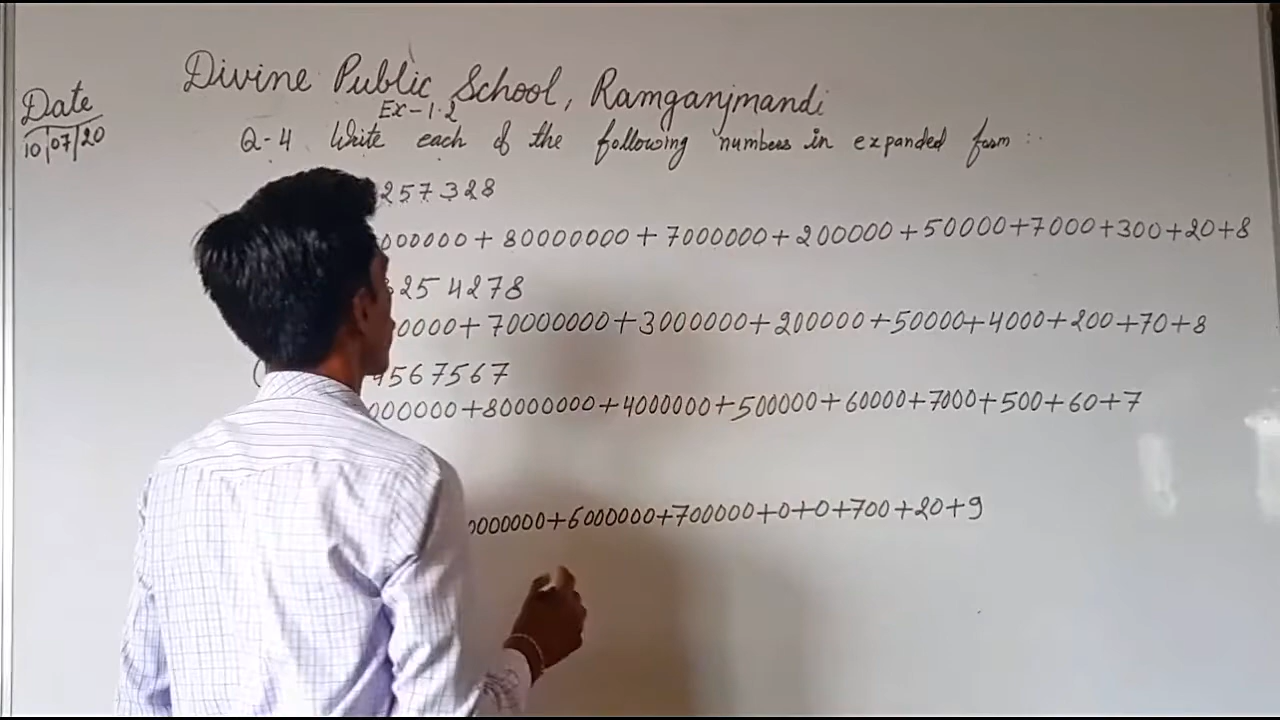 Divine Public School, Ramganjmandi
Date
10/07/20
Ex-1.2
Q-4 Write each of the following numbers in expanded form :-
257328
000000 + 80000000 + 7000000 + 200000 + 50000 + 7000 + 300 + 20 + 8
254278
0000 + 70000000 + 3000000 + 200000 + 50000 + 4000 + 200 + 70 + 8
4567567
000000 + 80000000 + 4000000 + 500000 + 60000 + 7000 + 500 + 60 + 7
0000000 + 6000000 + 700000 + 0 + 0 + 700 + 20 + 9